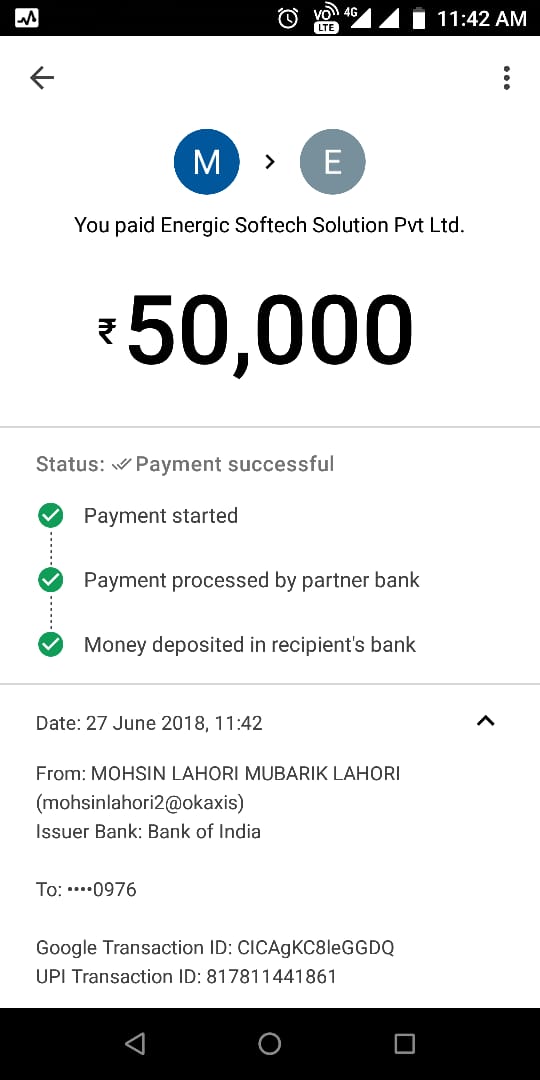 VO LTE 4G 11:42 AM
M > E
You paid Energic Softech Solution Pvt Ltd.
₹50,000
Status: Payment successful
Payment started
Payment processed by partner bank
Money deposited in recipient's bank
Date: 27 June 2018, 11:42
From: MOHSIN LAHORI MUBARIK LAHORI
(mohsinlahori2@okaxis)
Issuer Bank: Bank of India
To: ••••0976
Google Transaction ID: CICAgKC8leGGDQ
UPI Transaction ID: 817811441861